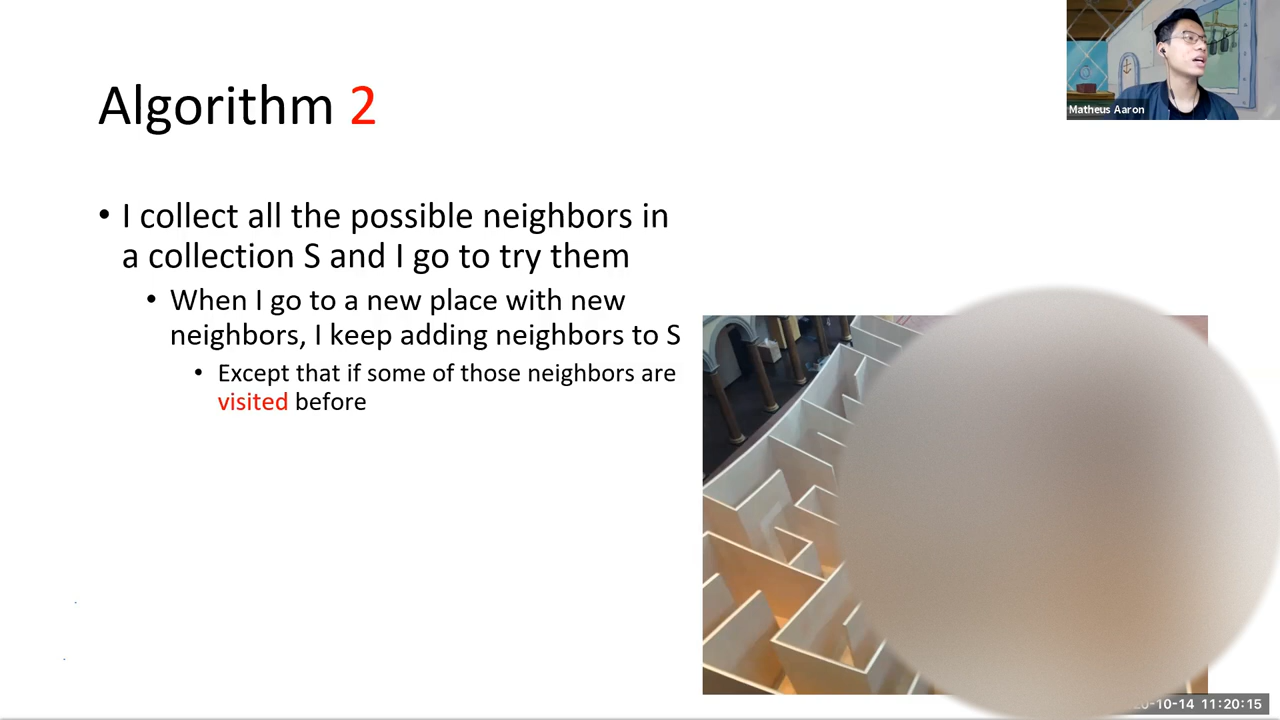 Algorithm 2
Matheus Aaron
• I collect all the possible neighbors in
a collection S and I go to try them
• When I go to a new place with new
neighbors, I keep adding neighbors to S
• Except that if some of those neighbors are
visited before
-10-14 11:20:15